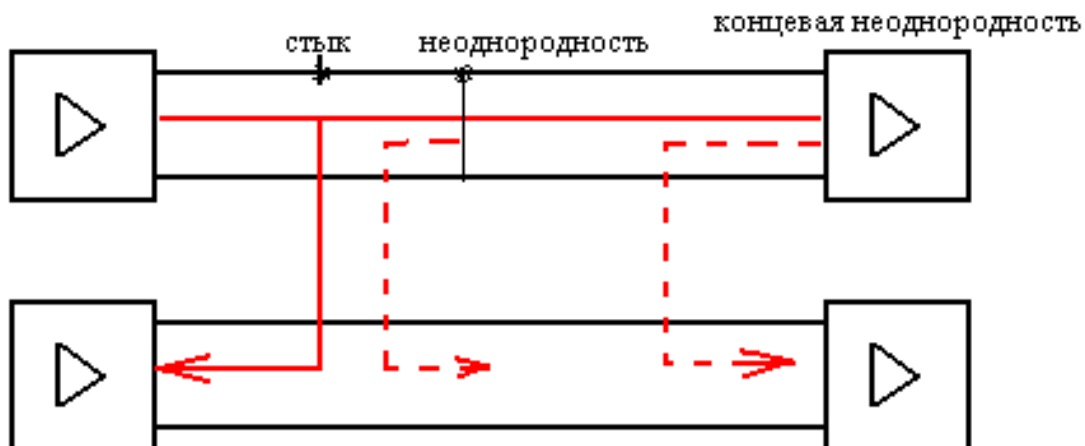 концевая неоднородность
стык
неоднородность